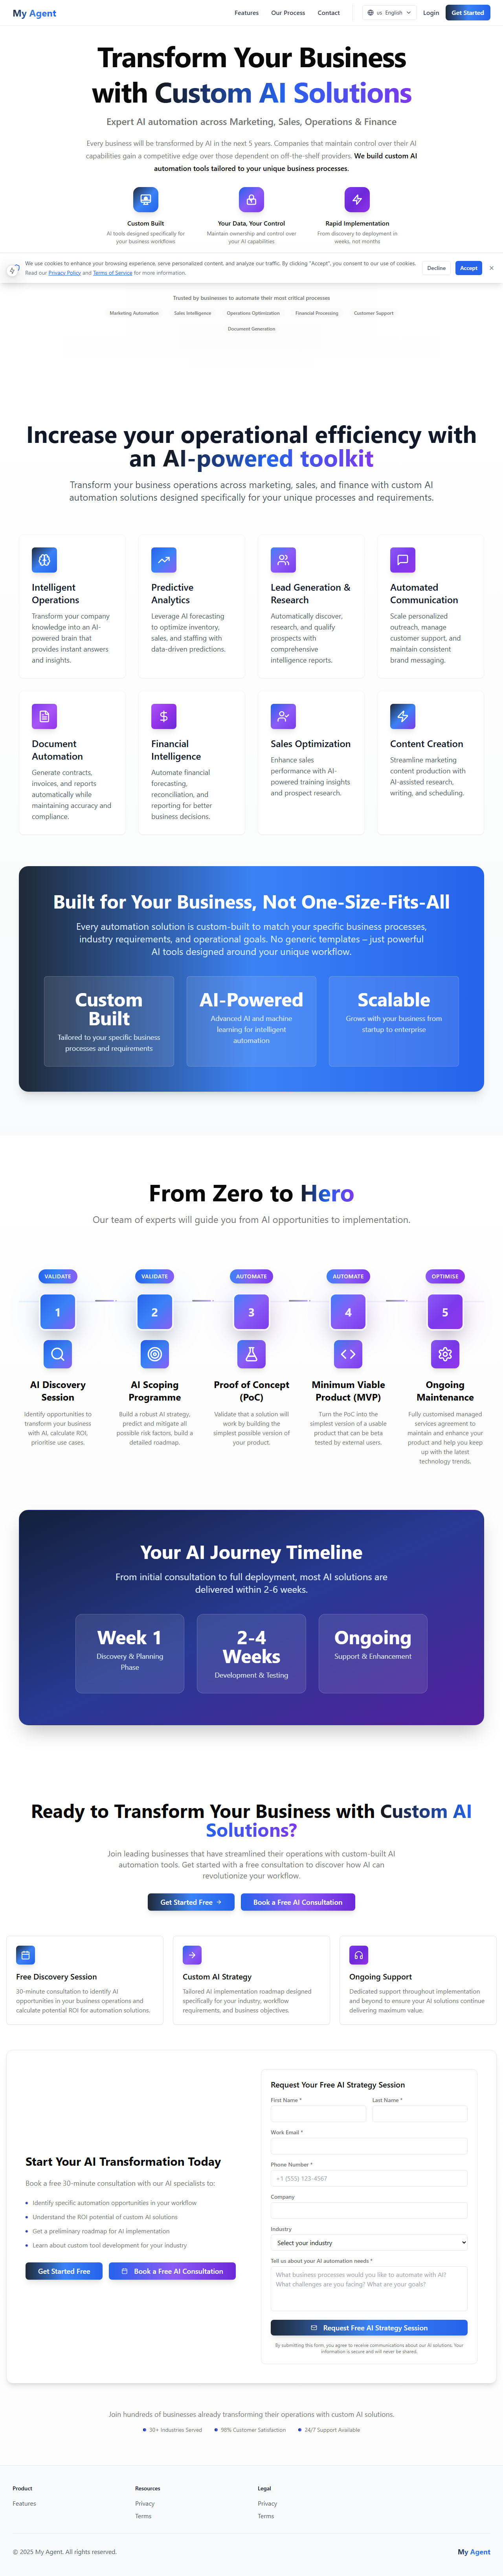 My Agent
Features Our Process Contact us English Login Get Started
Transform Your Business
with Custom AI Solutions
Expert AI automation across Marketing, Sales, Operations & Finance
Every business will be transformed by AI in the next 5 years. Companies that maintain control over their AI
capabilities gain a competitive edge over those dependent on off-the-shelf providers. We build custom AI
automation tools tailored to your unique business processes.
Custom Built
AI tools designed specifically for
your business workflows
Your Data, Your Control
Maintain ownership and control over
your AI capabilities
Rapid Implementation
From discovery to deployment in
weeks, not months
We use cookies to enhance your browsing experience, serve personalized content, and analyze our traffic. By clicking "Accept", you consent to our use of cookies.
Read our Privacy Policy and Terms of Service for more information.
Decline
Accept
Trusted by businesses to automate their most critical processes
Marketing Automation Sales Intelligence Operations Optimization Financial Processing Customer Support
Document Generation
Increase your operational efficiency with
an AI-powered toolkit
Transform your business operations across marketing, sales, and finance with custom AI
automation solutions designed specifically for your unique processes and requirements.
Intelligent
Operations
Transform your company
knowledge into an AI-
powered brain that
provides instant answers
and insights.
Predictive
Analytics
Leverage AI forecasting
to optimize inventory,
sales, and staffing with
data-driven predictions.
Lead Generation &
Research
Automatically discover,
research, and qualify
prospects with
comprehensive
intelligence reports.
Automated
Communication
Scale personalized
outreach, manage
customer support, and
maintain consistent
brand messaging.
Document
Automation
Generate contracts,
invoices, and reports
automatically while
maintaining accuracy and
compliance.
Financial
Intelligence
Automate financial
forecasting,
reconciliation, and
reporting for better
business decisions.
Sales Optimization
Enhance sales
performance with AI-
powered training insights
and prospect research.
Content Creation
Streamline marketing
content production with
AI-assisted research,
writing, and scheduling.
Built for Your Business, Not One-Size-Fits-All
Every automation solution is custom-built to match your specific business processes,
industry requirements, and operational goals. No generic templates – just powerful
AI tools designed around your unique workflow.
Custom
Built
Tailored to your specific business
processes and requirements
AI-Powered
Advanced AI and machine
learning for intelligent
automation
Scalable
Grows with your business from
startup to enterprise
From Zero to Hero
Our team of experts will guide you from AI opportunities to implementation.
VALIDATE
1
AI Discovery
Session
Identify opportunities to
transform your business
with AI, calculate ROI,
prioritise use cases.
VALIDATE
2
AI Scoping
Programme
Build a robust AI strategy,
predict and mitigate all
possible risk factors, build a
detailed roadmap.
AUTOMATE
3
Proof of Concept
(PoC)
Validate that a solution will
work by building the
simplest possible version of
your product.
AUTOMATE
4
Minimum Viable
Product (MVP)
Turn the PoC into the
simplest version of a usable
product that can be beta
tested by external users.
OPTIMISE
5
Ongoing
Maintenance
Fully customised managed
services agreement to
maintain and enhance your
product and help you keep
up with the latest
technology trends.
Your AI Journey Timeline
From initial consultation to full deployment, most AI solutions are
delivered within 2-6 weeks.
Week 1
Discovery & Planning
Phase
2-4
Weeks
Development & Testing
Ongoing
Support & Enhancement
Ready to Transform Your Business with Custom AI
Solutions?
Join leading businesses that have streamlined their operations with custom-built AI
automation tools. Get started with a free consultation to discover how AI can
revolutionize your workflow.
Get Started Free
Book a Free AI Consultation
Free Discovery Session
30-minute consultation to identify AI
opportunities in your business operations and
calculate potential ROI for automation solutions.
Custom AI Strategy
Tailored AI implementation roadmap designed
specifically for your industry, workflow
requirements, and business objectives.
Ongoing Support
Dedicated support throughout implementation
and beyond to ensure your AI solutions continue
delivering maximum value.
Start Your AI Transformation Today
Book a free 30-minute consultation with our AI specialists to:
Identify specific automation opportunities in your workflow
Understand the ROI potential of custom AI solutions
Get a preliminary roadmap for AI implementation
Learn about custom tool development for your industry
Get Started Free
Book a Free AI Consultation
Request Your Free AI Strategy Session
First Name * Last Name *
Work Email *
Phone Number *
+1 (555) 123-4567
Company
Industry
Select your industry
Tell us about your AI automation needs *
What business processes would you like to automate with AI?
What challenges are you facing? What are your goals?
Request Free AI Strategy Session
By submitting this form, you agree to receive communications about our AI solutions. Your
information is secure and will never be shared.
Join hundreds of businesses already transforming their operations with custom AI solutions.
30+ Industries Served 98% Customer Satisfaction 24/7 Support Available
Product Resources Legal
Features Privacy Privacy
Terms Terms
© 2025 My Agent. All rights reserved.
My Agent